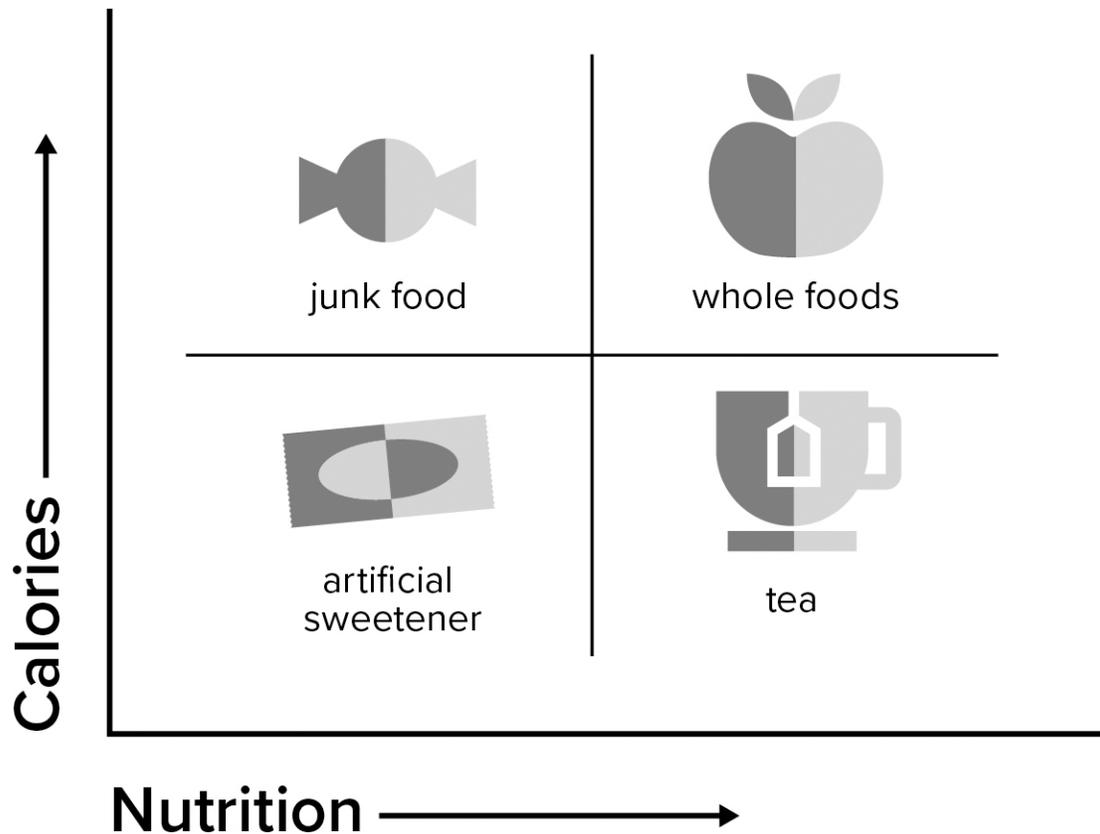 junk food
whole foods
artificial
sweetener
tea
Calories
Nutrition